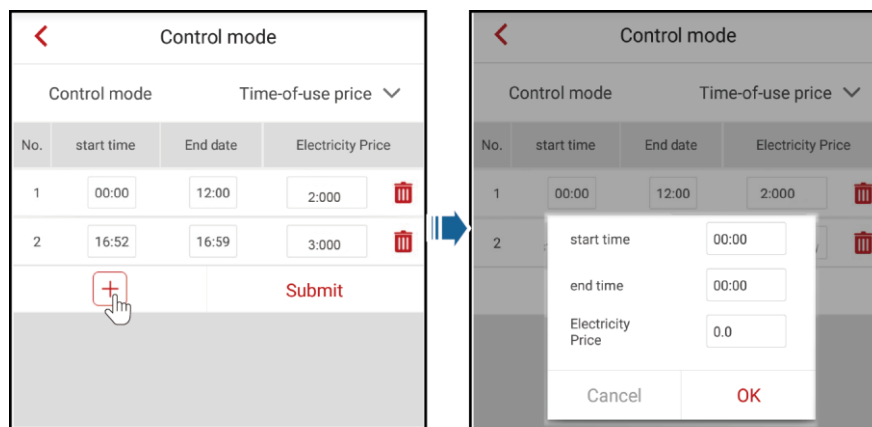 Control mode
Control mode Time-of-use price
No. start time End date Electricity Price
1 00:00 12:00 2:000
2 16:52 16:59 3:000
+ Submit
Control mode
Control mode Time-of-use price
No. start time End date Electricity Price
1 00:00 12:00 2:000
2
start time 00:00
end time 00:00
Electricity
Price 0.0
Cancel OK